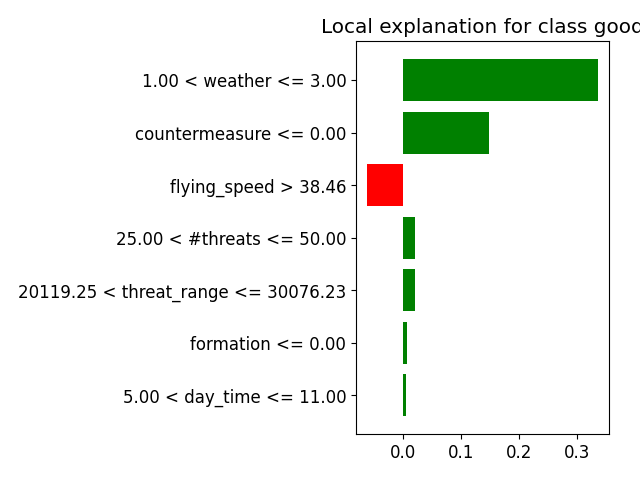 Local explanation for class good
1.00 < weather <= 3.00
countermeasure <= 0.00
flying_speed > 38.46
25.00 < #threats <= 50.00
20119.25 < threat_range <= 30076.23
formation <= 0.00
5.00 < day_time <= 11.00
0.0 0.1 0.2 0.3